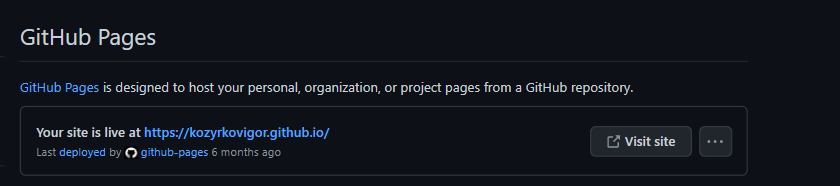 GitHub Pages
GitHub Pages is designed to host your personal, organization, or project pages from a GitHub repository.
Your site is live at https://kozyrkovigor.github.io/
Visit site
Last deployed by github-pages 6 months ago